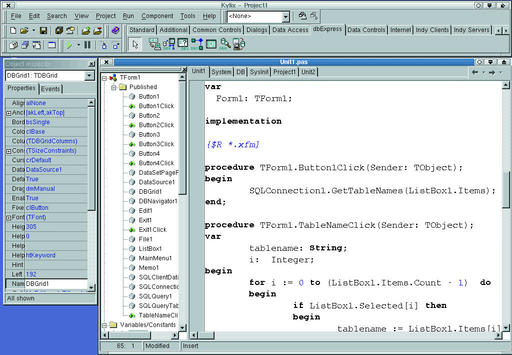 Kylix - Project1
File Edit Search View Project Run Component Tools Help <None>
Standard Additional Common Controls Dialogs Data Access dbExpress Data Controls Internet Indy Clients Indy Servers
Object Inspector
DBGrid1: TDBGrid
Properties Events
Align alNone
Anch [akLeft,akTop]
Bord bsSingle
Colo clBase
Colu (TDBGridColumns)
Con (TSizeConstraints)
Curs crDefault
Data DataSource1
Defa True
Drag dmManual
Ena True
Fixe clButton
Font (TFont)
Heig 305
Help 0
Help
Help htKeyword
Hint
Left 192
Nam DBGrid1
All shown
Unit1.pas
TForm1
Published
Button1
Button1Click
Button2
Button2Click
Button3
Button3Click
Button4
Button4Click
DataSetPageF
DataSource1
DBGrid1
DBNavigator1
Edit1
Exit1
Exit1Click
File1
ListBox1
MainMenu1
Memo1
SQLClientData
SQLConnectio
SQLQuery1
SQLQueryTab
TableNameCli
Variables/Constants
Unit1 System DB SysInit Project1 Unit2
var
Form1: TForm1;
implementation
{$R *.xfm}
procedure TForm1.Button1Click(Sender: TObject);
begin
SQLConnection1.GetTableNames(ListBox1.Items);
end;
procedure TForm1.TableNameClick(Sender: TObject);
var
tablename: String;
i: Integer;
begin
for i := 0 to (ListBox1.Items.Count - 1) do
begin
if ListBox1.Selected[i] then
begin
tablename := ListBox1.Items[i]
65: 1 Modified Insert